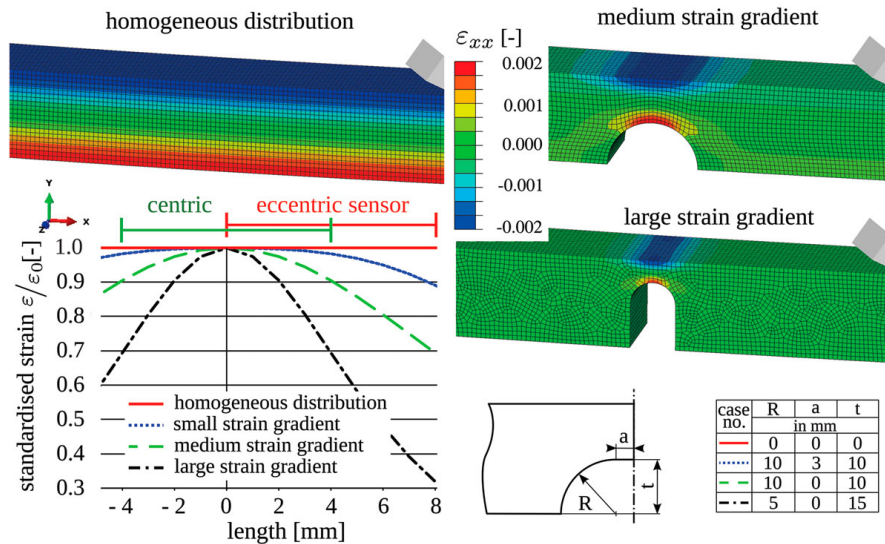 homogeneous distribution
εxx [-]
0.002
0.001
0.000
-0.001
-0.002
medium strain gradient
large strain gradient
Y
Z
X
centric
eccentric sensor
standardised strain ε/ε0[-]
1.0
0.9
0.8
0.7
0.6
0.5
0.4
0.3
homogeneous distribution
small strain gradient
medium strain gradient
large strain gradient
- 4
- 2
0
2
4
6
8
length [mm]
a
t
R
case no. R a t
in mm
0 0 0
10 3 10
10 0 10
5 0 15